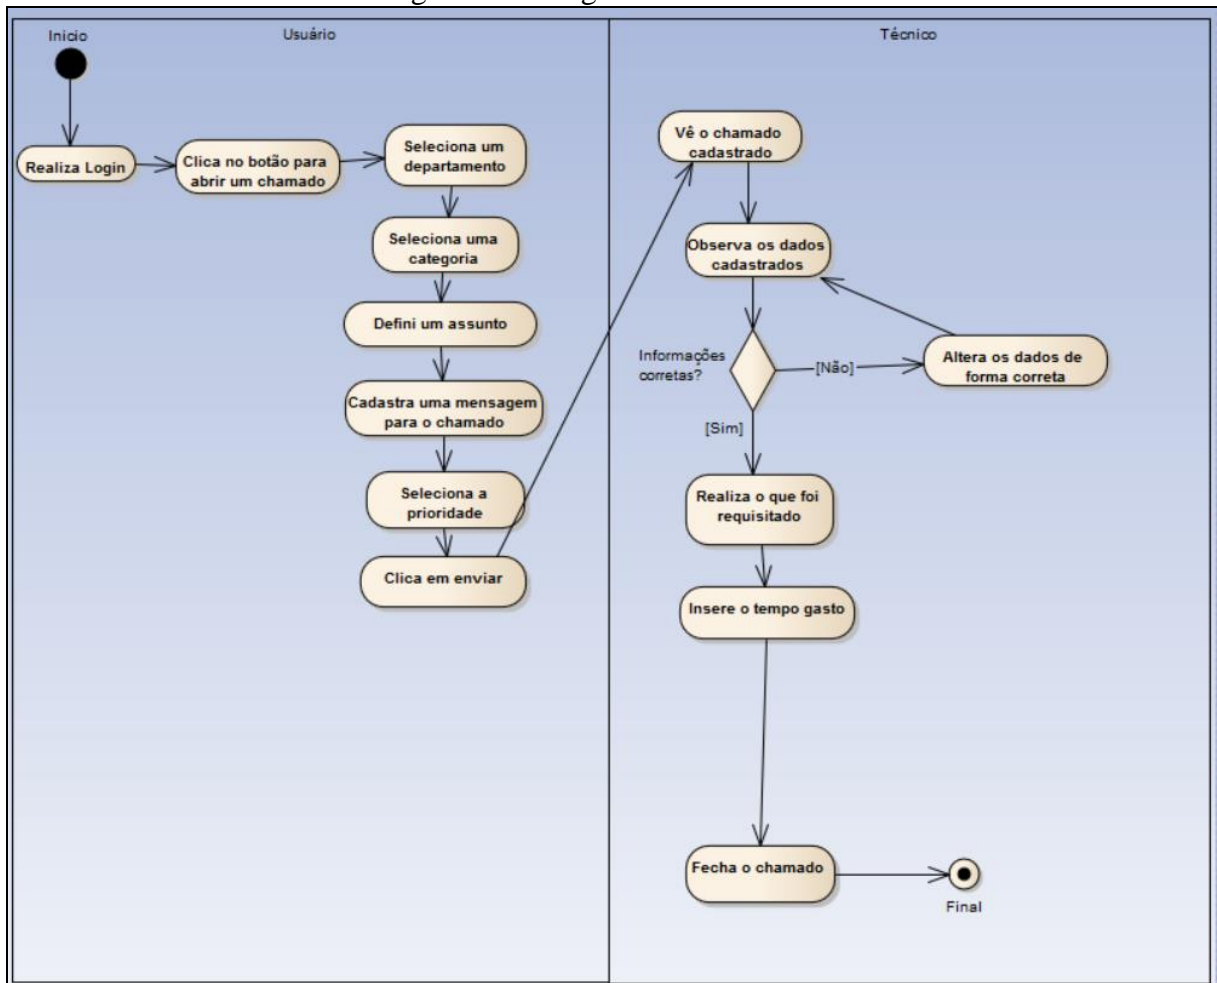 Inicio
Usuário
Realiza Login
Clica no botão para
abrir um chamado
Seleciona um
departamento
Seleciona uma
categoria
Defini um assunto
Cadastra uma mensagem
para o chamado
Seleciona a
prioridade
Clica em enviar
Técnico
Vê o chamado
cadastrado
Observa os dados
cadastrados
Informações
corretas?
[Não]
Altera os dados de
forma correta
[Sim]
Realiza o que foi
requisitado
Insere o tempo gasto
Fecha o chamado
Final